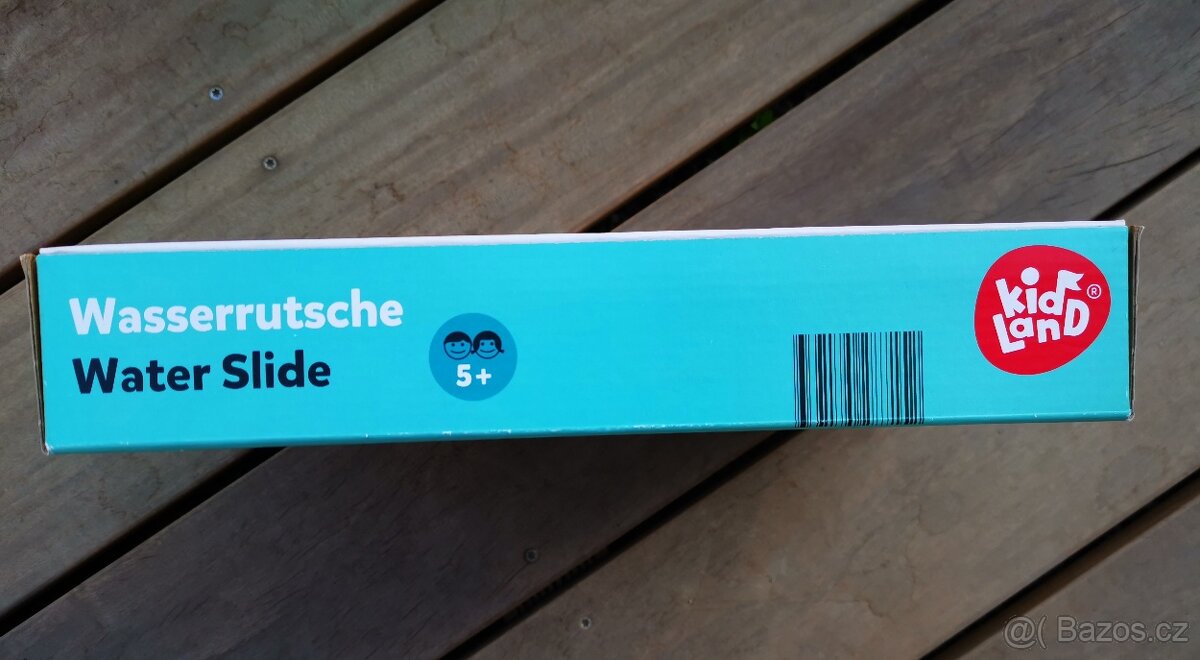 Wasserrutsche
Water Slide
5+
kid
LanD
®
@( Bazos.cz